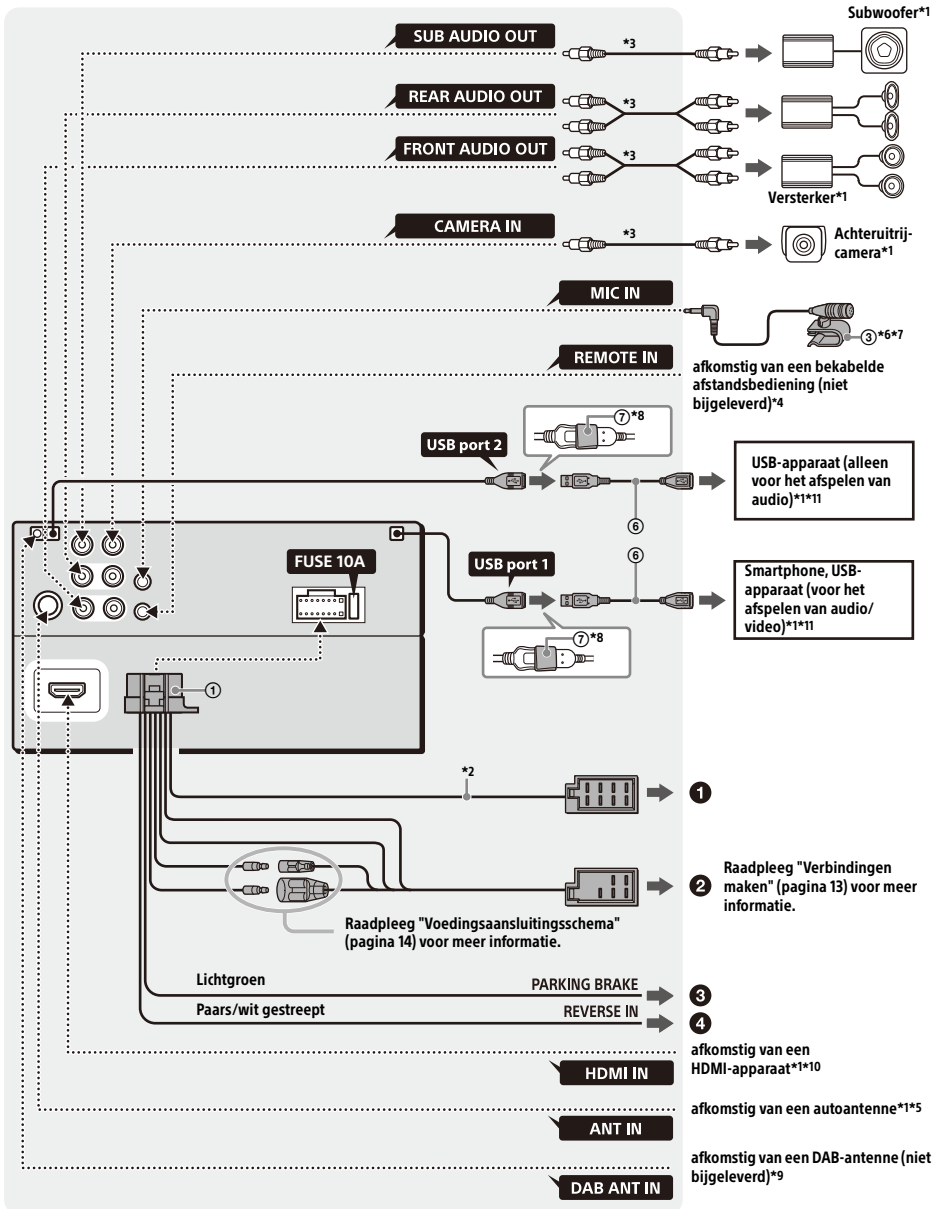 Subwoofer*1
SUB AUDIO OUT
*3
REAR AUDIO OUT
*3
FRONT AUDIO OUT
*3
Versterker*1
CAMERA IN
*3
Achteruitrij-
camera*1
MIC IN
③*6*7
REMOTE IN
afkomstig van een bekabelde
afstandsbediening (niet
bijgeleverd)*4
⑦*8
USB port 2
USB-apparaat (alleen
voor het afspelen van
audio)*1*11
⑥
⑥
FUSE 10A
USB port 1
Smartphone, USB-
apparaat (voor het
afspelen van audio/
video)*1*11
⑦*8
①
*2
❶
❷
Raadpleeg "Verbindingen
maken" (pagina 13) voor meer
informatie.
Raadpleeg "Voedingsaansluitingsschema"
(pagina 14) voor meer informatie.
Lichtgroen
PARKING BRAKE
❸
Paars/wit gestreept
REVERSE IN
❹
afkomstig van een
HDMI-apparaat*1*10
HDMI IN
afkomstig van een autoantenne*1*5
ANT IN
afkomstig van een DAB-antenne (niet
bijgeleverd)*9
DAB ANT IN